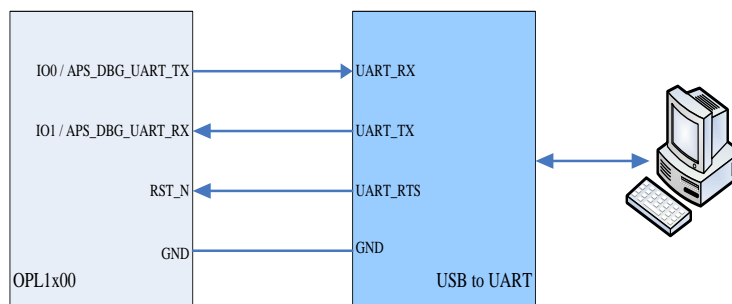 IO0 / APS_DBG_UART_TX
UART_RX
IO1 / APS_DBG_UART_RX
UART_TX
RST_N
UART_RTS
GND
GND
OPL1x00
USB to UART